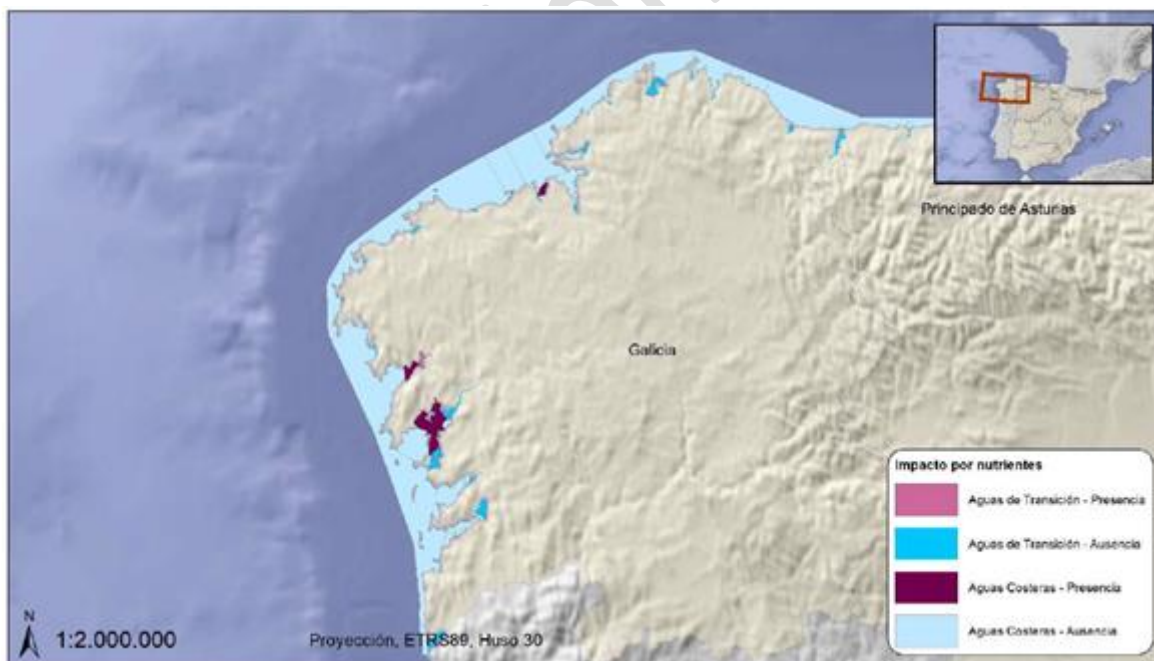 Principado de Asturias
Galicia
Impacto por nutrientes
Aguas de Transición - Presencia
Aguas de Transición - Ausencia
Aguas Costeras - Presencia
Aguas Costeras - Ausencia
N
1:2.000.000
Proyección, ETRS89, Huso 30